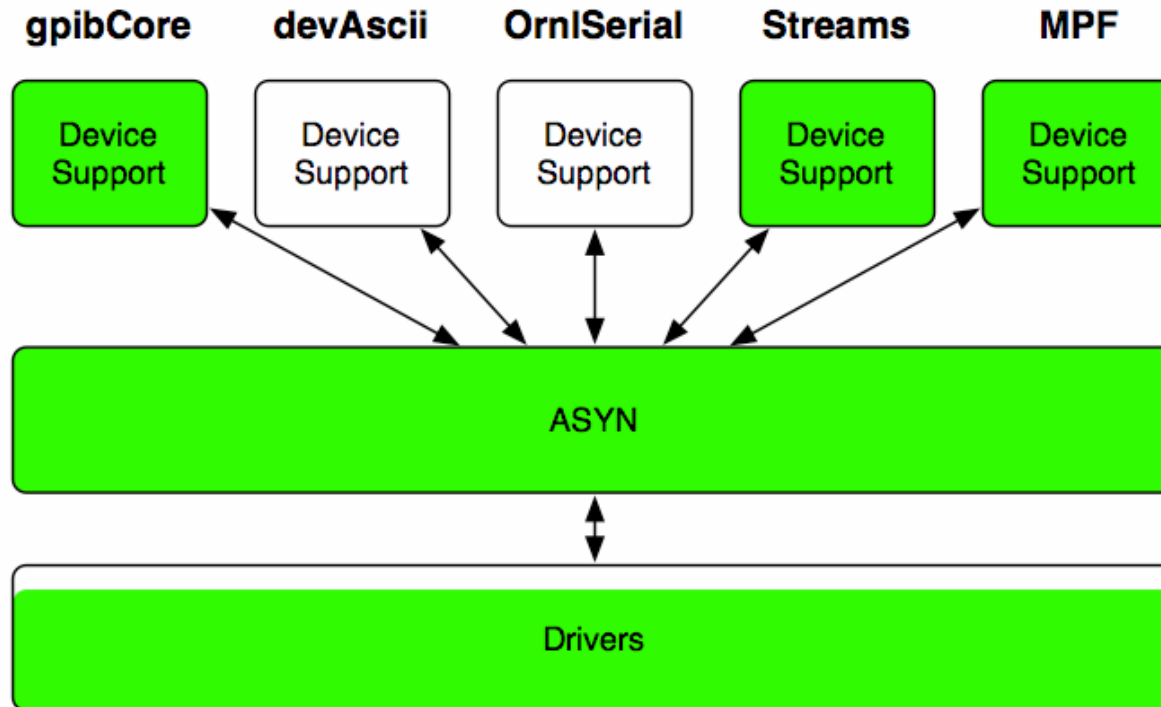 gpibCore devAscii OrnlSerial Streams MPF
Device Device Device Device Device
Support Support Support Support Support
ASYN
Drivers